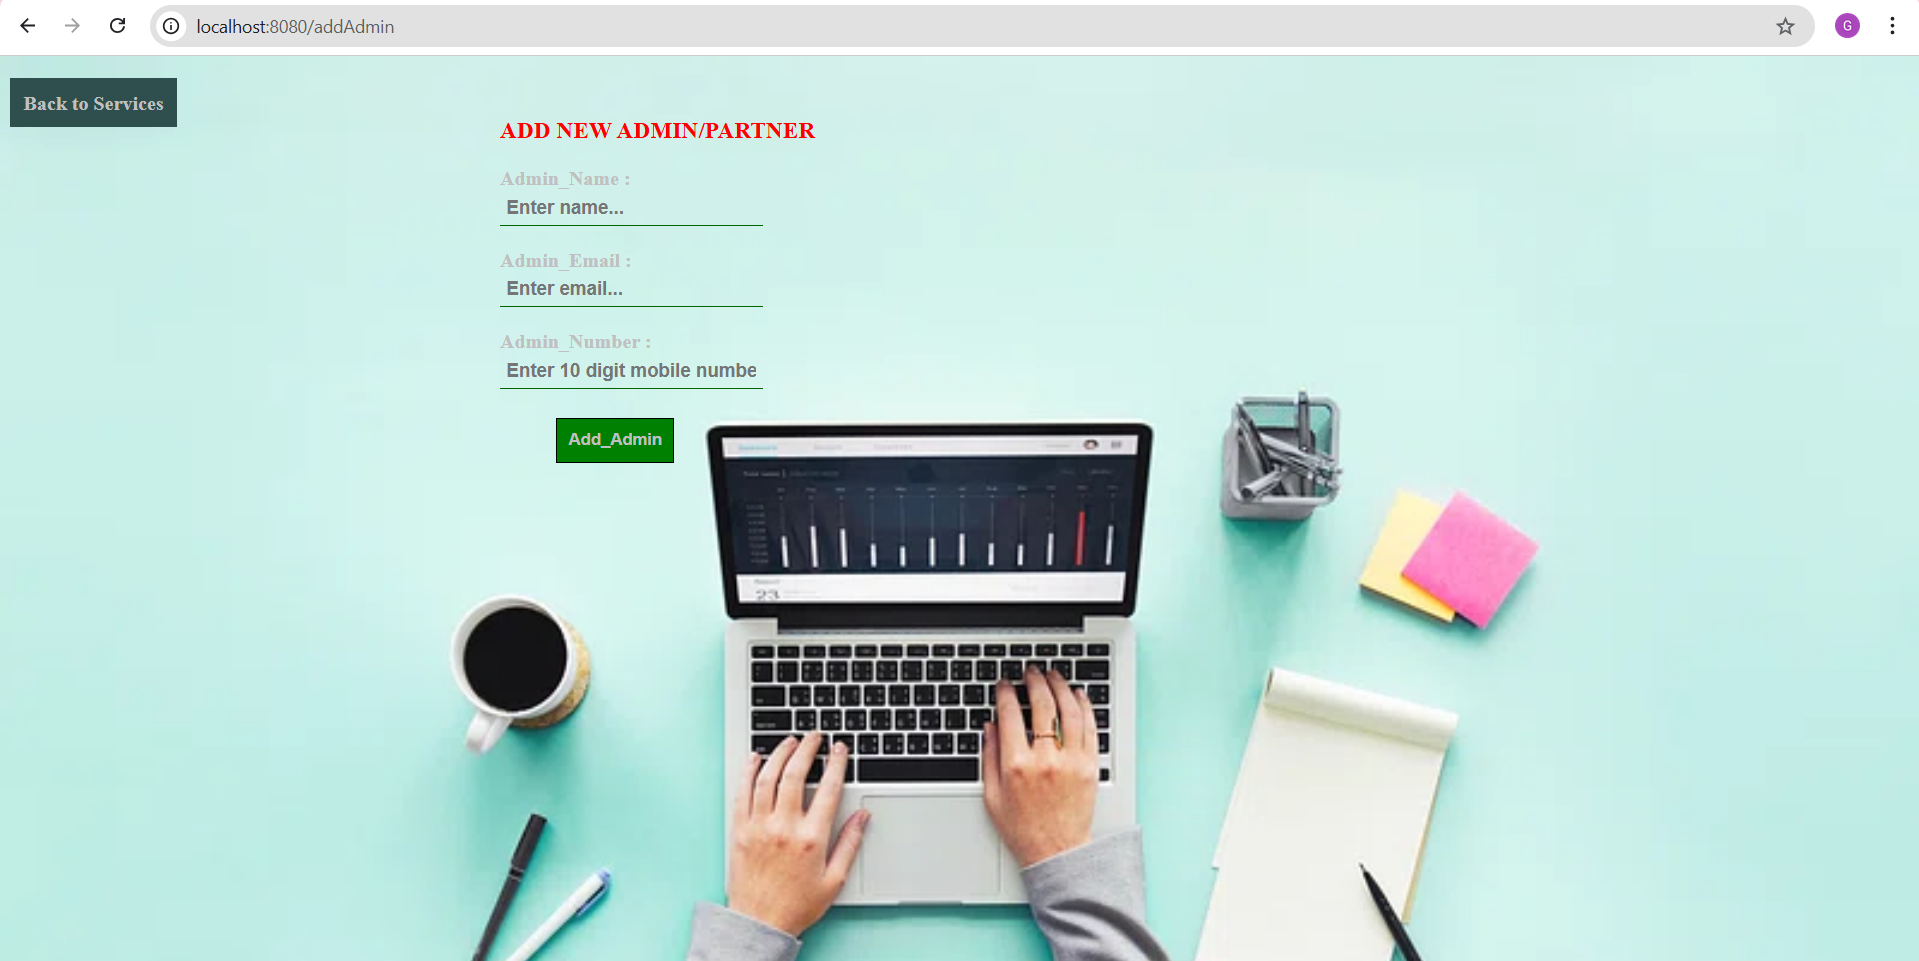 localhost:8080/addAdmin
G
Back to Services
ADD NEW ADMIN/PARTNER
Admin_Name :
Enter name...
Admin_Email :
Enter email...
Admin_Number :
Enter 10 digit mobile numbe
Add_Admin
23